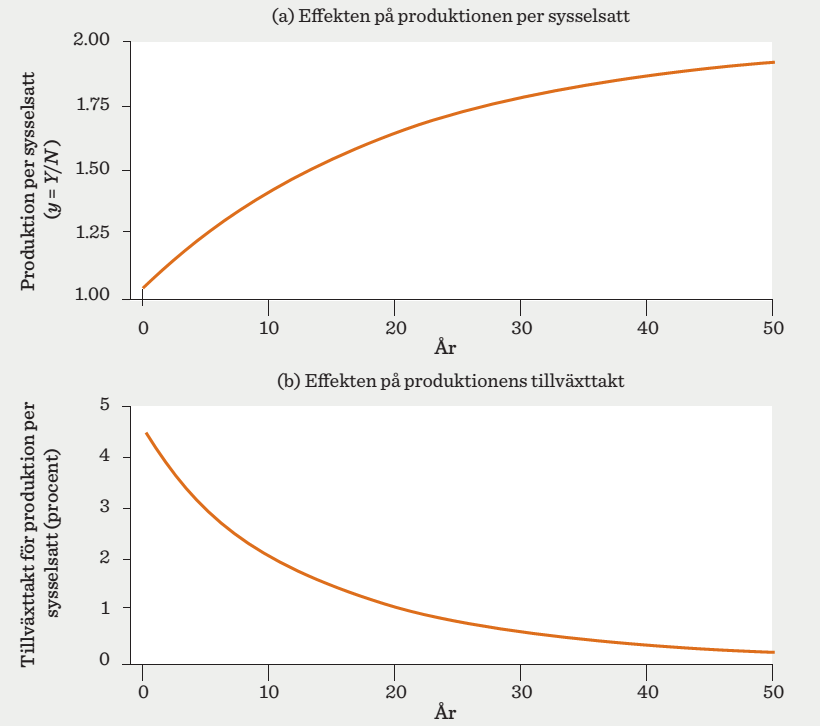 (a) Effekten på produktionen per sysselsatt
Produktion per sysselsatt
(y = Y/N)
2.00
1.75
1.50
1.25
1.00
0 10 20 30 40 50
År
(b) Effekten på produktionens tillväxttakt
Tillväxttakt för produktion per
sysselsatt (procent)
5
4
3
2
1
0
0 10 20 30 40 50
År